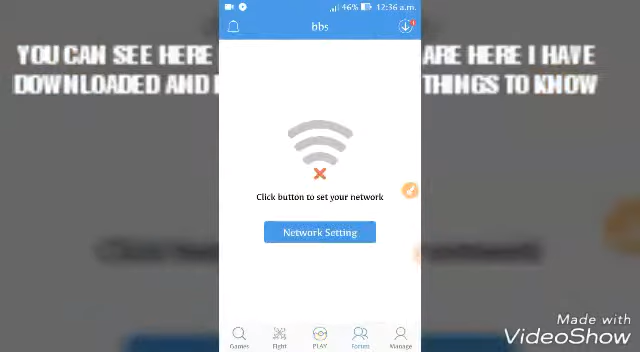 46% 12:36 a.m.
bbs
YOU CAN SEE HERE ARE HERE I HAVE
DOWNLOADED AND THINGS TO KNOW
Click button to set your network
Network Setting
Games Fight PLAY Forum Manage
Made with
VideoShow